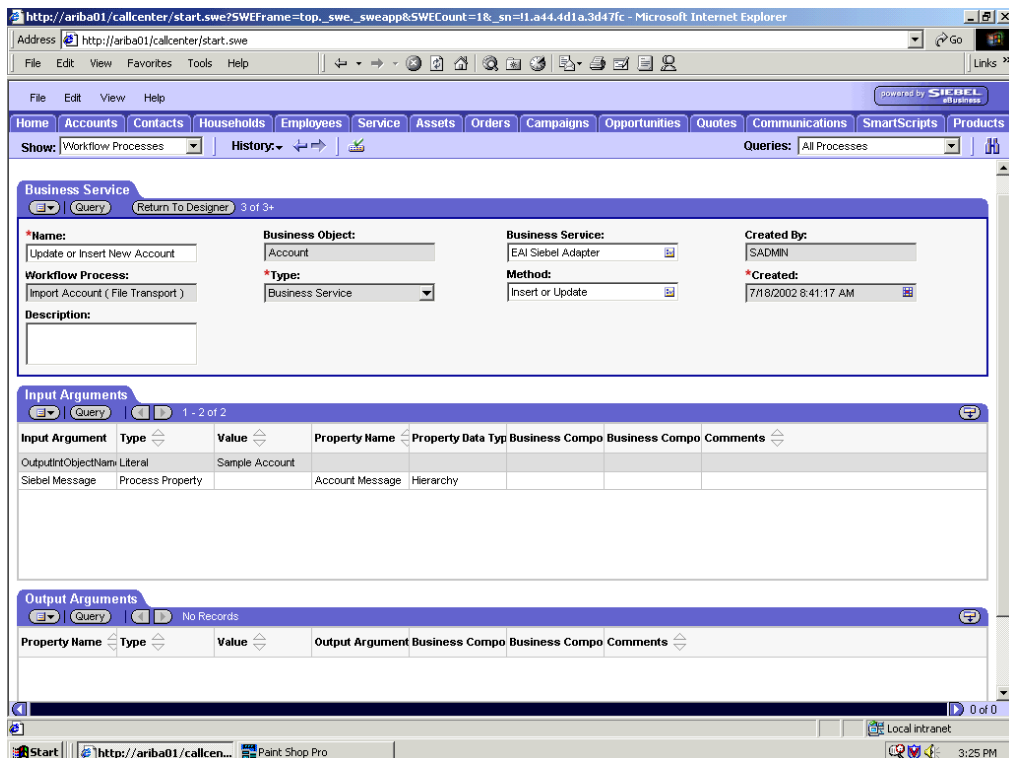 http://ariba01/callcenter/start.swe?SWEFrame=top._swe._sweapp&SWECount=1&_sn=!1.a44.4d1a.3d47fc - Microsoft Internet Explorer
Address http://ariba01/callcenter/start.swe Go
File Edit View Favorites Tools Help Links »
File Edit View Help powered by SIEBEL eBusiness
Home Accounts Contacts Households Employees Service Assets Orders Campaigns Opportunities Quotes Communications SmartScripts Products
Show: Workflow Processes History: Queries: All Processes
Business Service
Query Return To Designer 3 of 3+
*Name: Business Object: Business Service: Created By:
Update or Insert New Account Account EAI Siebel Adapter SADMIN
Workflow Process: *Type: Method: *Created:
Import Account ( File Transport ) Business Service Insert or Update 7/18/2002 8:41:17 AM
Description:
Input Arguments
Query 1 - 2 of 2
Input Argument Type Value Property Name Property Data Typ Business Compo Business Compo Comments
OutputIntObjectNam Literal Sample Account
Siebel Message Process Property Account Message Hierarchy
Output Arguments
Query No Records
Property Name Type Value Output Argument Business Compo Business Compo Comments
0 of 0
Local intranet
Start http://ariba01/callcen... Paint Shop Pro 3:25 PM